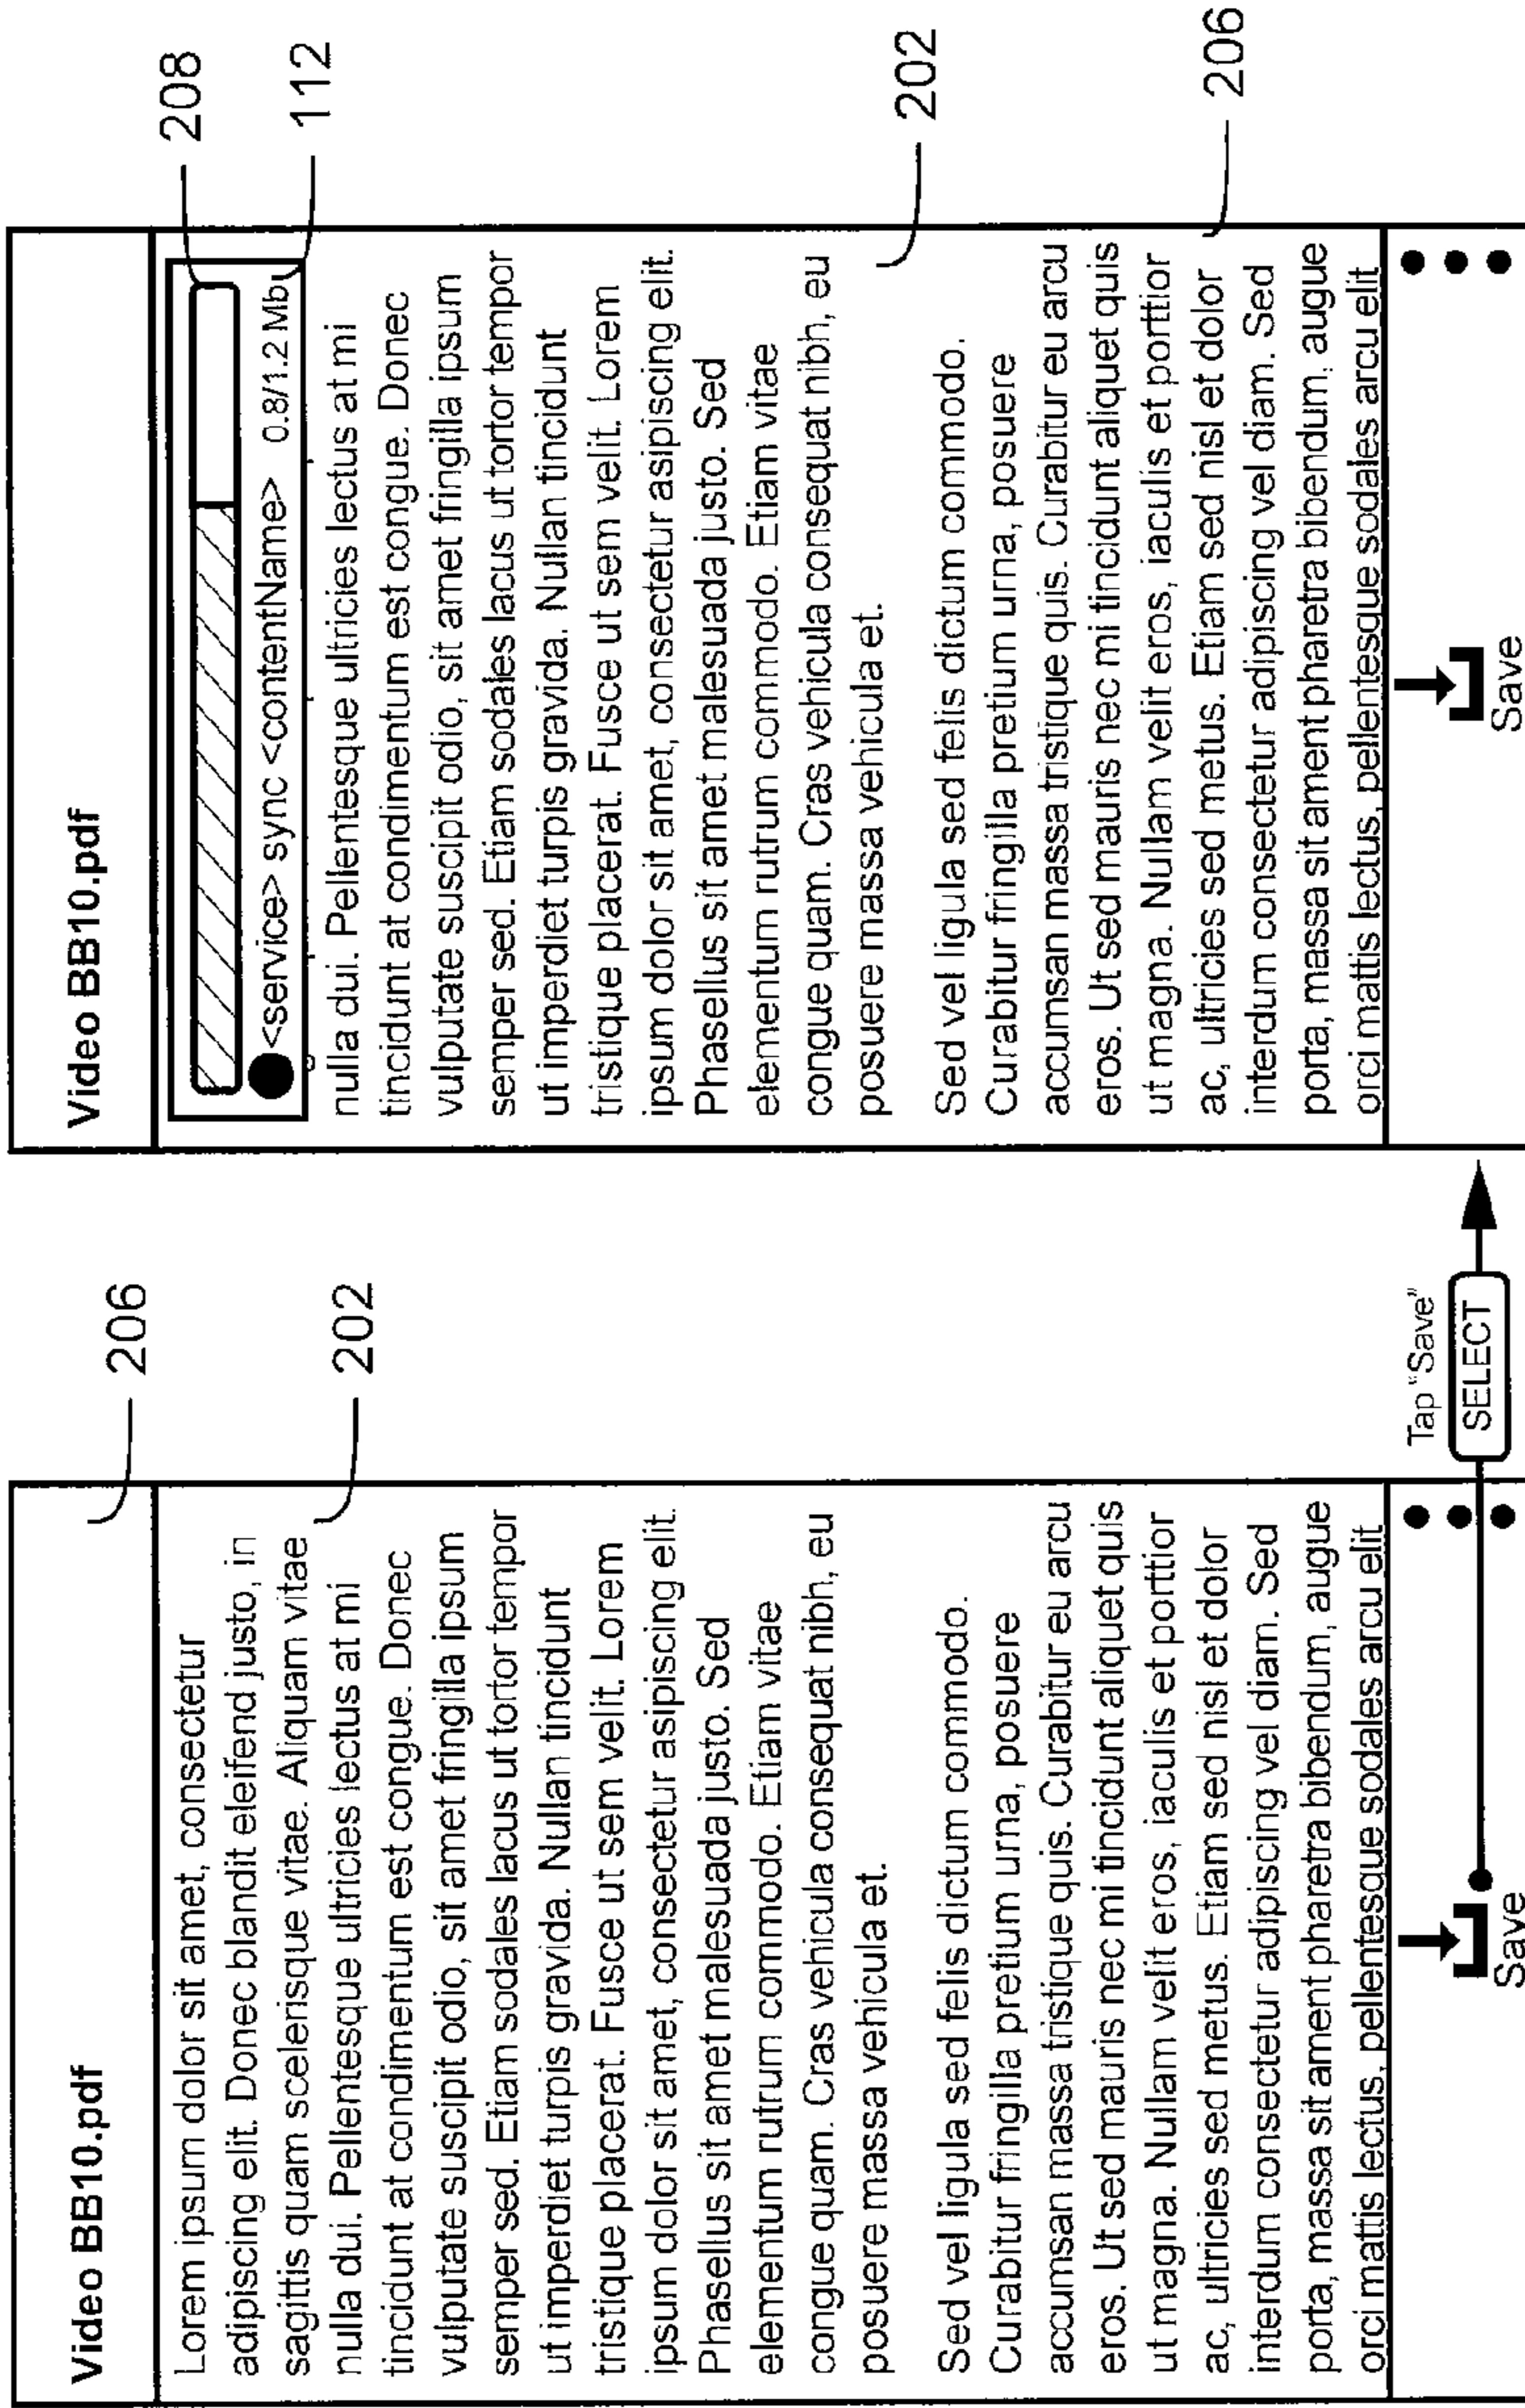 Video BB10.pdf
206
Lorem ipsum dolor sit amet, consectetur
adipiscing elit. Donec blandit eleifend justo, in
sagittis quam scelerisque vitae. Aliquam vitae
202
nulla dui. Pellentesque ultricies lectus at mi
tincidunt at condimentum est congue. Donec
vulputate suscipit odio, sit amet fringilla ipsum
semper sed. Etiam sodales lacus ut tortor tempor
ut imperdiet turpis gravida. Nullan tincidunt
tristique placerat. Fusce ut sem velit. Lorem
ipsum dolor sit amet, consectetur asipiscing elit.
Phasellus sit amet malesuada justo. Sed
elementum rutrum commodo. Etiam vitae
congue quam. Cras vehicula consequat nibh, eu
posuere massa vehicula et.
Sed vel ligula sed felis dictum commodo.
Curabitur fringilla pretium urna, posuere
accumsan massa tristique quis. Curabitur eu arcu
eros. Ut sed mauris nec mi tincidunt aliquet quis
ut magna. Nullam velit eros, iaculis et porttior
ac, ultricies sed metus. Etiam sed nisl et dolor
interdum consectetur adipiscing vel diam. Sed
porta, massa sit ament pharetra bibendum, augue
orci mattis lectus, pellentesque sodales arcu elit
Save
Tap "Save"
SELECT
Video BB10.pdf
208
<service> sync <contentName> 0.8/1.2 Mb
112
nulla dui. Pellentesque ultricies lectus at mi
tincidunt at condimentum est congue. Donec
vulputate suscipit odio, sit amet fringilla ipsum
semper sed. Etiam sodales lacus ut tortor tempor
ut imperdiet turpis gravida. Nullan tincidunt
tristique placerat. Fusce ut sem velit. Lorem
ipsum dolor sit amet, consectetur asipiscing elit.
Phasellus sit amet malesuada justo. Sed
elementum rutrum commodo. Etiam vitae
congue quam. Cras vehicula consequat nibh, eu
posuere massa vehicula et.
202
Sed vel ligula sed felis dictum commodo.
Curabitur fringilla pretium urna, posuere
accumsan massa tristique quis. Curabitur eu arcu
eros. Ut sed mauris nec mi tincidunt aliquet quis
ut magna. Nullam velit eros, iaculis et porttior
ac, ultricies sed metus. Etiam sed nisl et dolor
206
interdum consectetur adipiscing vel diam. Sed
porta, massa sit ament pharetra bibendum, augue
orci mattis lectus, pellentesque sodales arcu elit
Save